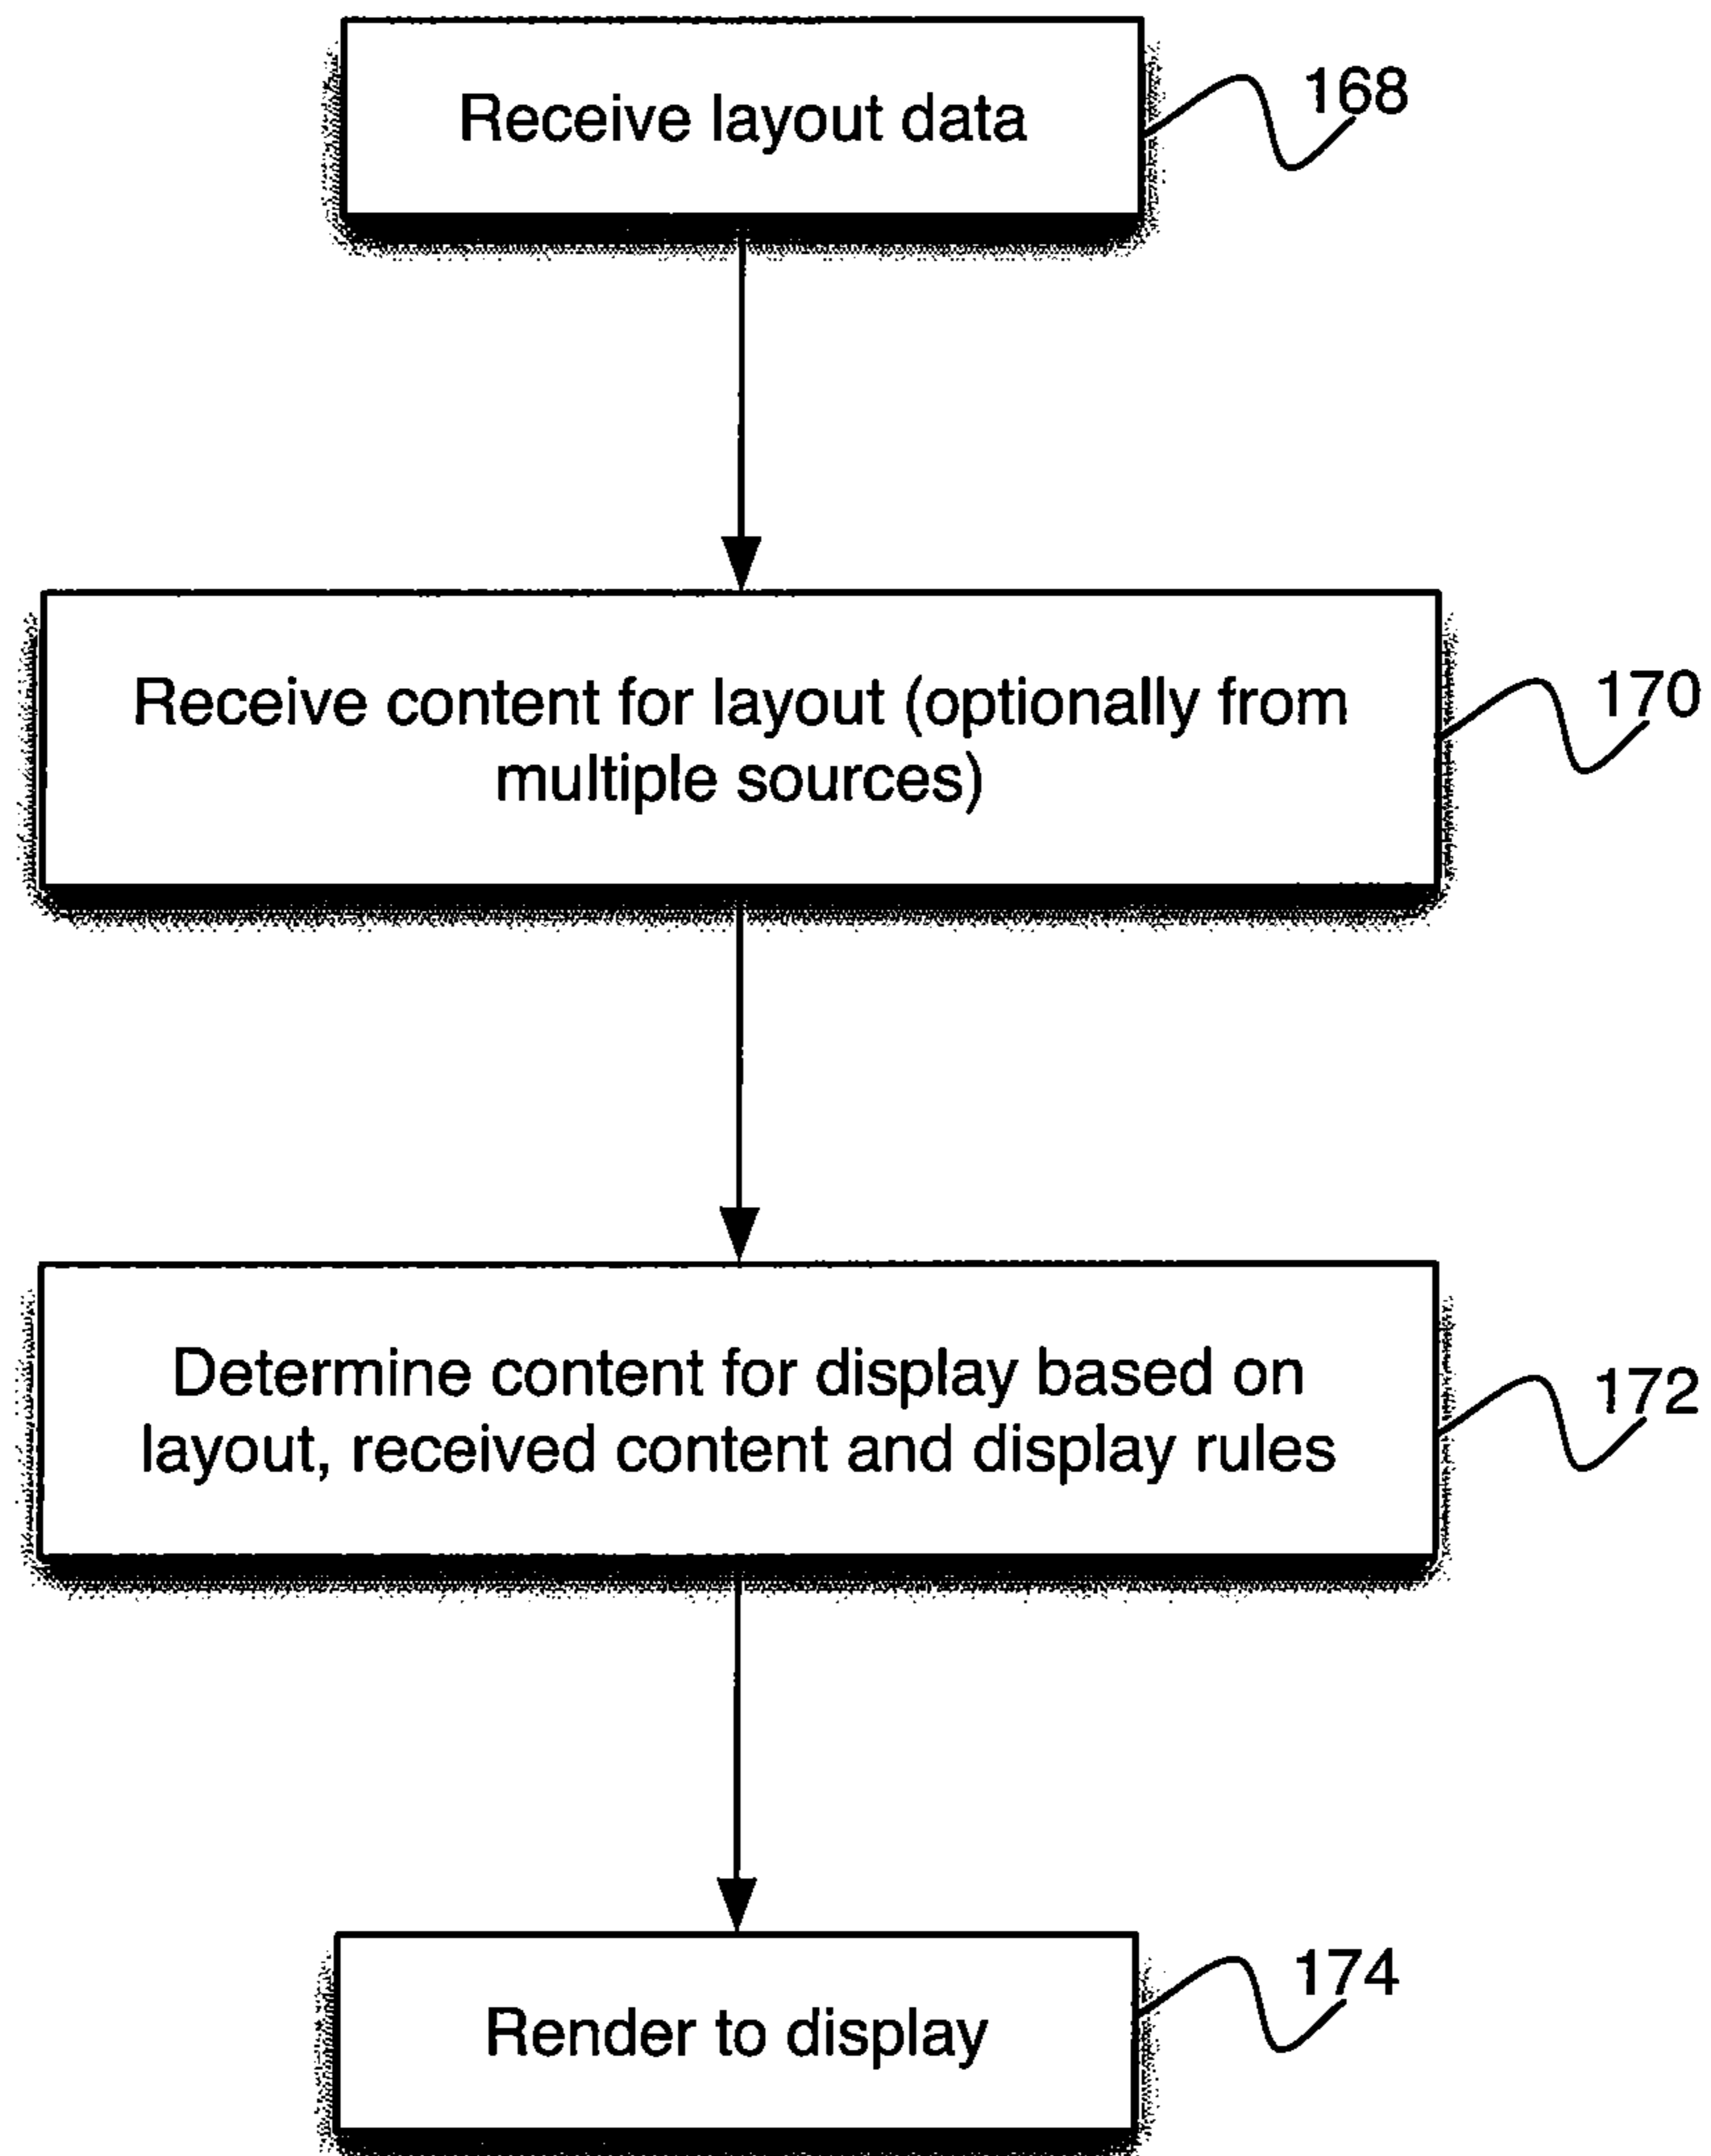 Receive layout data
168
Receive content for layout (optionally from
multiple sources)
170
Determine content for display based on
layout, received content and display rules
172
Render to display
174